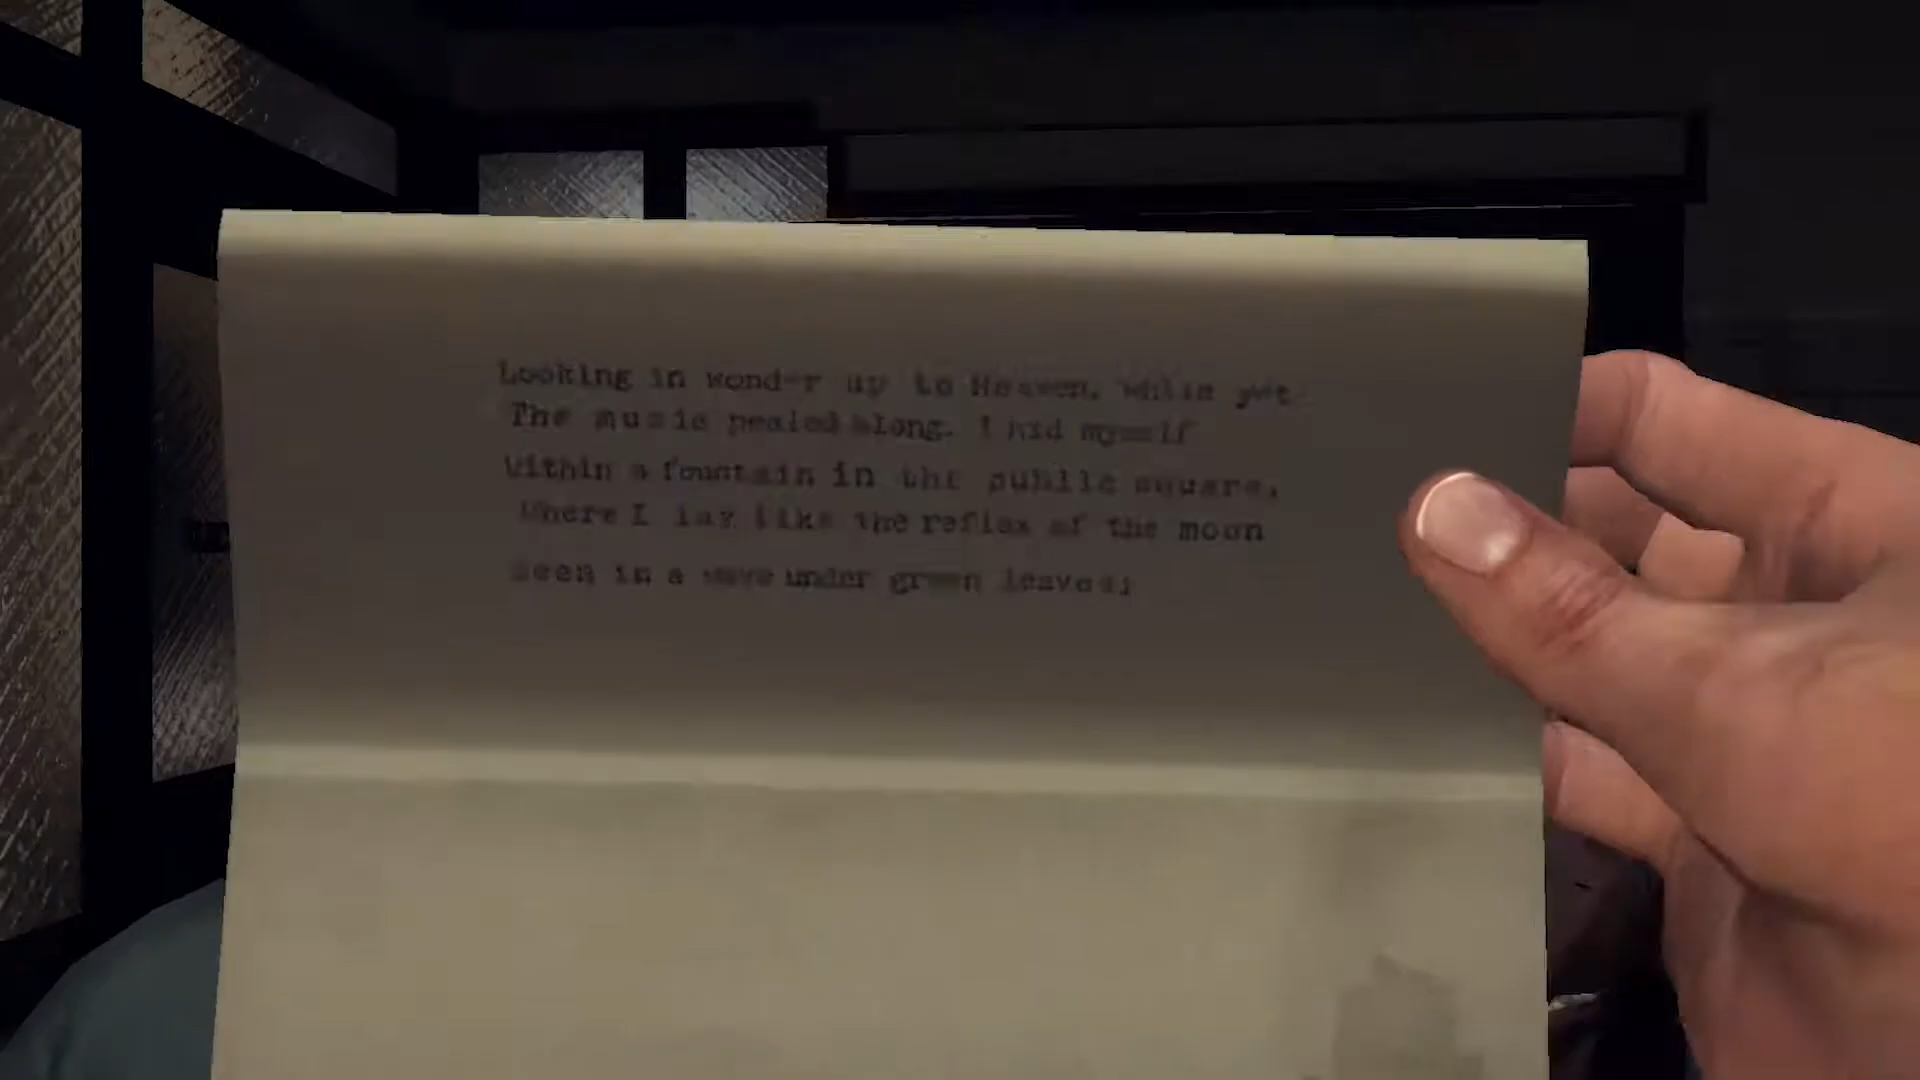 Looking in wonder up to Heaven, while yet
The music pealed along. I hid myself
Within a fountain in the public square,
Where I lay like the reflex of the moon
Seen in a wave under green leaves;